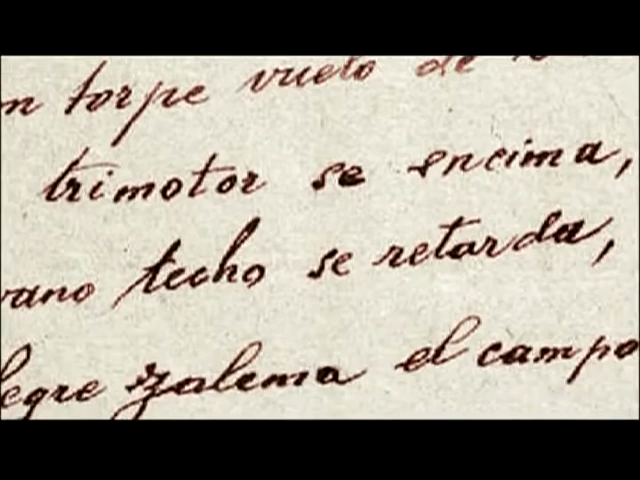 n torpe vuelo de
trimotor se encima,
rano techo se retarda,
legre zalema el campo